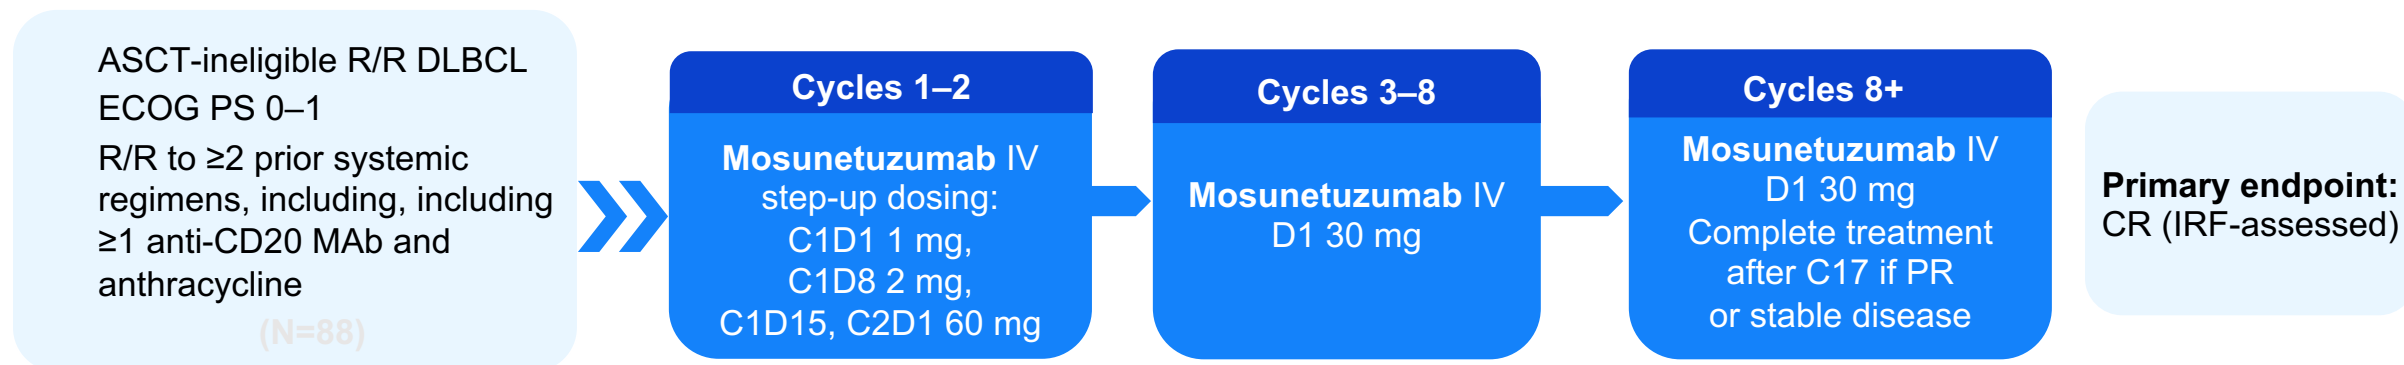 ASCT-ineligible R/R DLBCL
ECOG PS 0–1
R/R to ≥2 prior systemic
regimens, including, including
≥1 anti-CD20 MAb and
anthracycline
(N=88)
Cycles 1–2
Mosunetuzumab IV
step-up dosing:
C1D1 1 mg,
C1D8 2 mg,
C1D15, C2D1 60 mg
Cycles 3–8
Mosunetuzumab IV
D1 30 mg
Cycles 8+
Mosunetuzumab IV
D1 30 mg
Complete treatment
after C17 if PR
or stable disease
Primary endpoint:
CR (IRF-assessed)